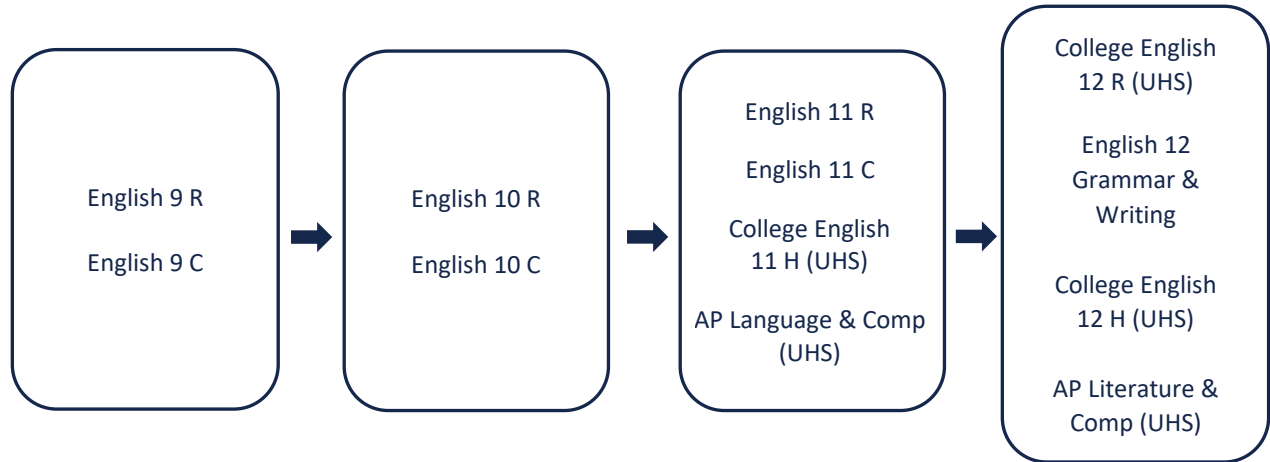 English 9 R
English 9 C
English 10 R
English 10 C
English 11 R
English 11 C
College English
11 H (UHS)
AP Language & Comp
(UHS)
College English
12 R (UHS)
English 12
Grammar &
Writing
College English
12 H (UHS)
AP Literature &
Comp (UHS)